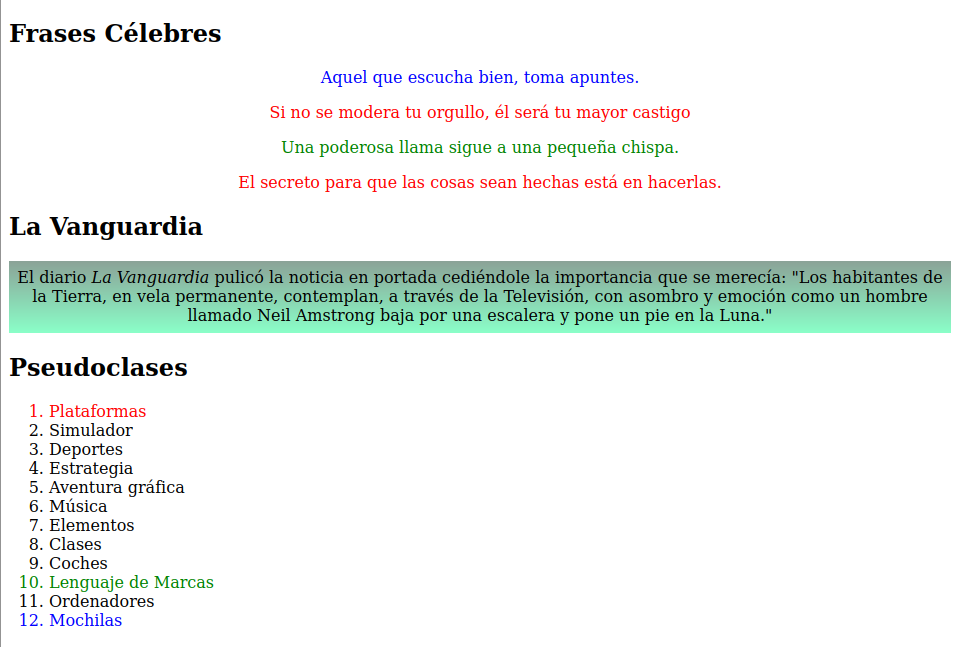 Frases Célebres
Aquel que escucha bien, toma apuntes.
Si no se modera tu orgullo, él será tu mayor castigo
Una poderosa llama sigue a una pequeña chispa.
El secreto para que las cosas sean hechas está en hacerlas.
La Vanguardia
El diario La Vanguardia pulicó la noticia en portada cediéndole la importancia que se merecía: "Los habitantes de
la Tierra, en vela permanente, contemplan, a través de la Televisión, con asombro y emoción como un hombre
llamado Neil Amstrong baja por una escalera y pone un pie en la Luna."
Pseudoclases
1. Plataformas
2. Simulador
3. Deportes
4. Estrategia
5. Aventura gráfica
6. Música
7. Elementos
8. Clases
9. Coches
10. Lenguaje de Marcas
11. Ordenadores
12. Mochilas